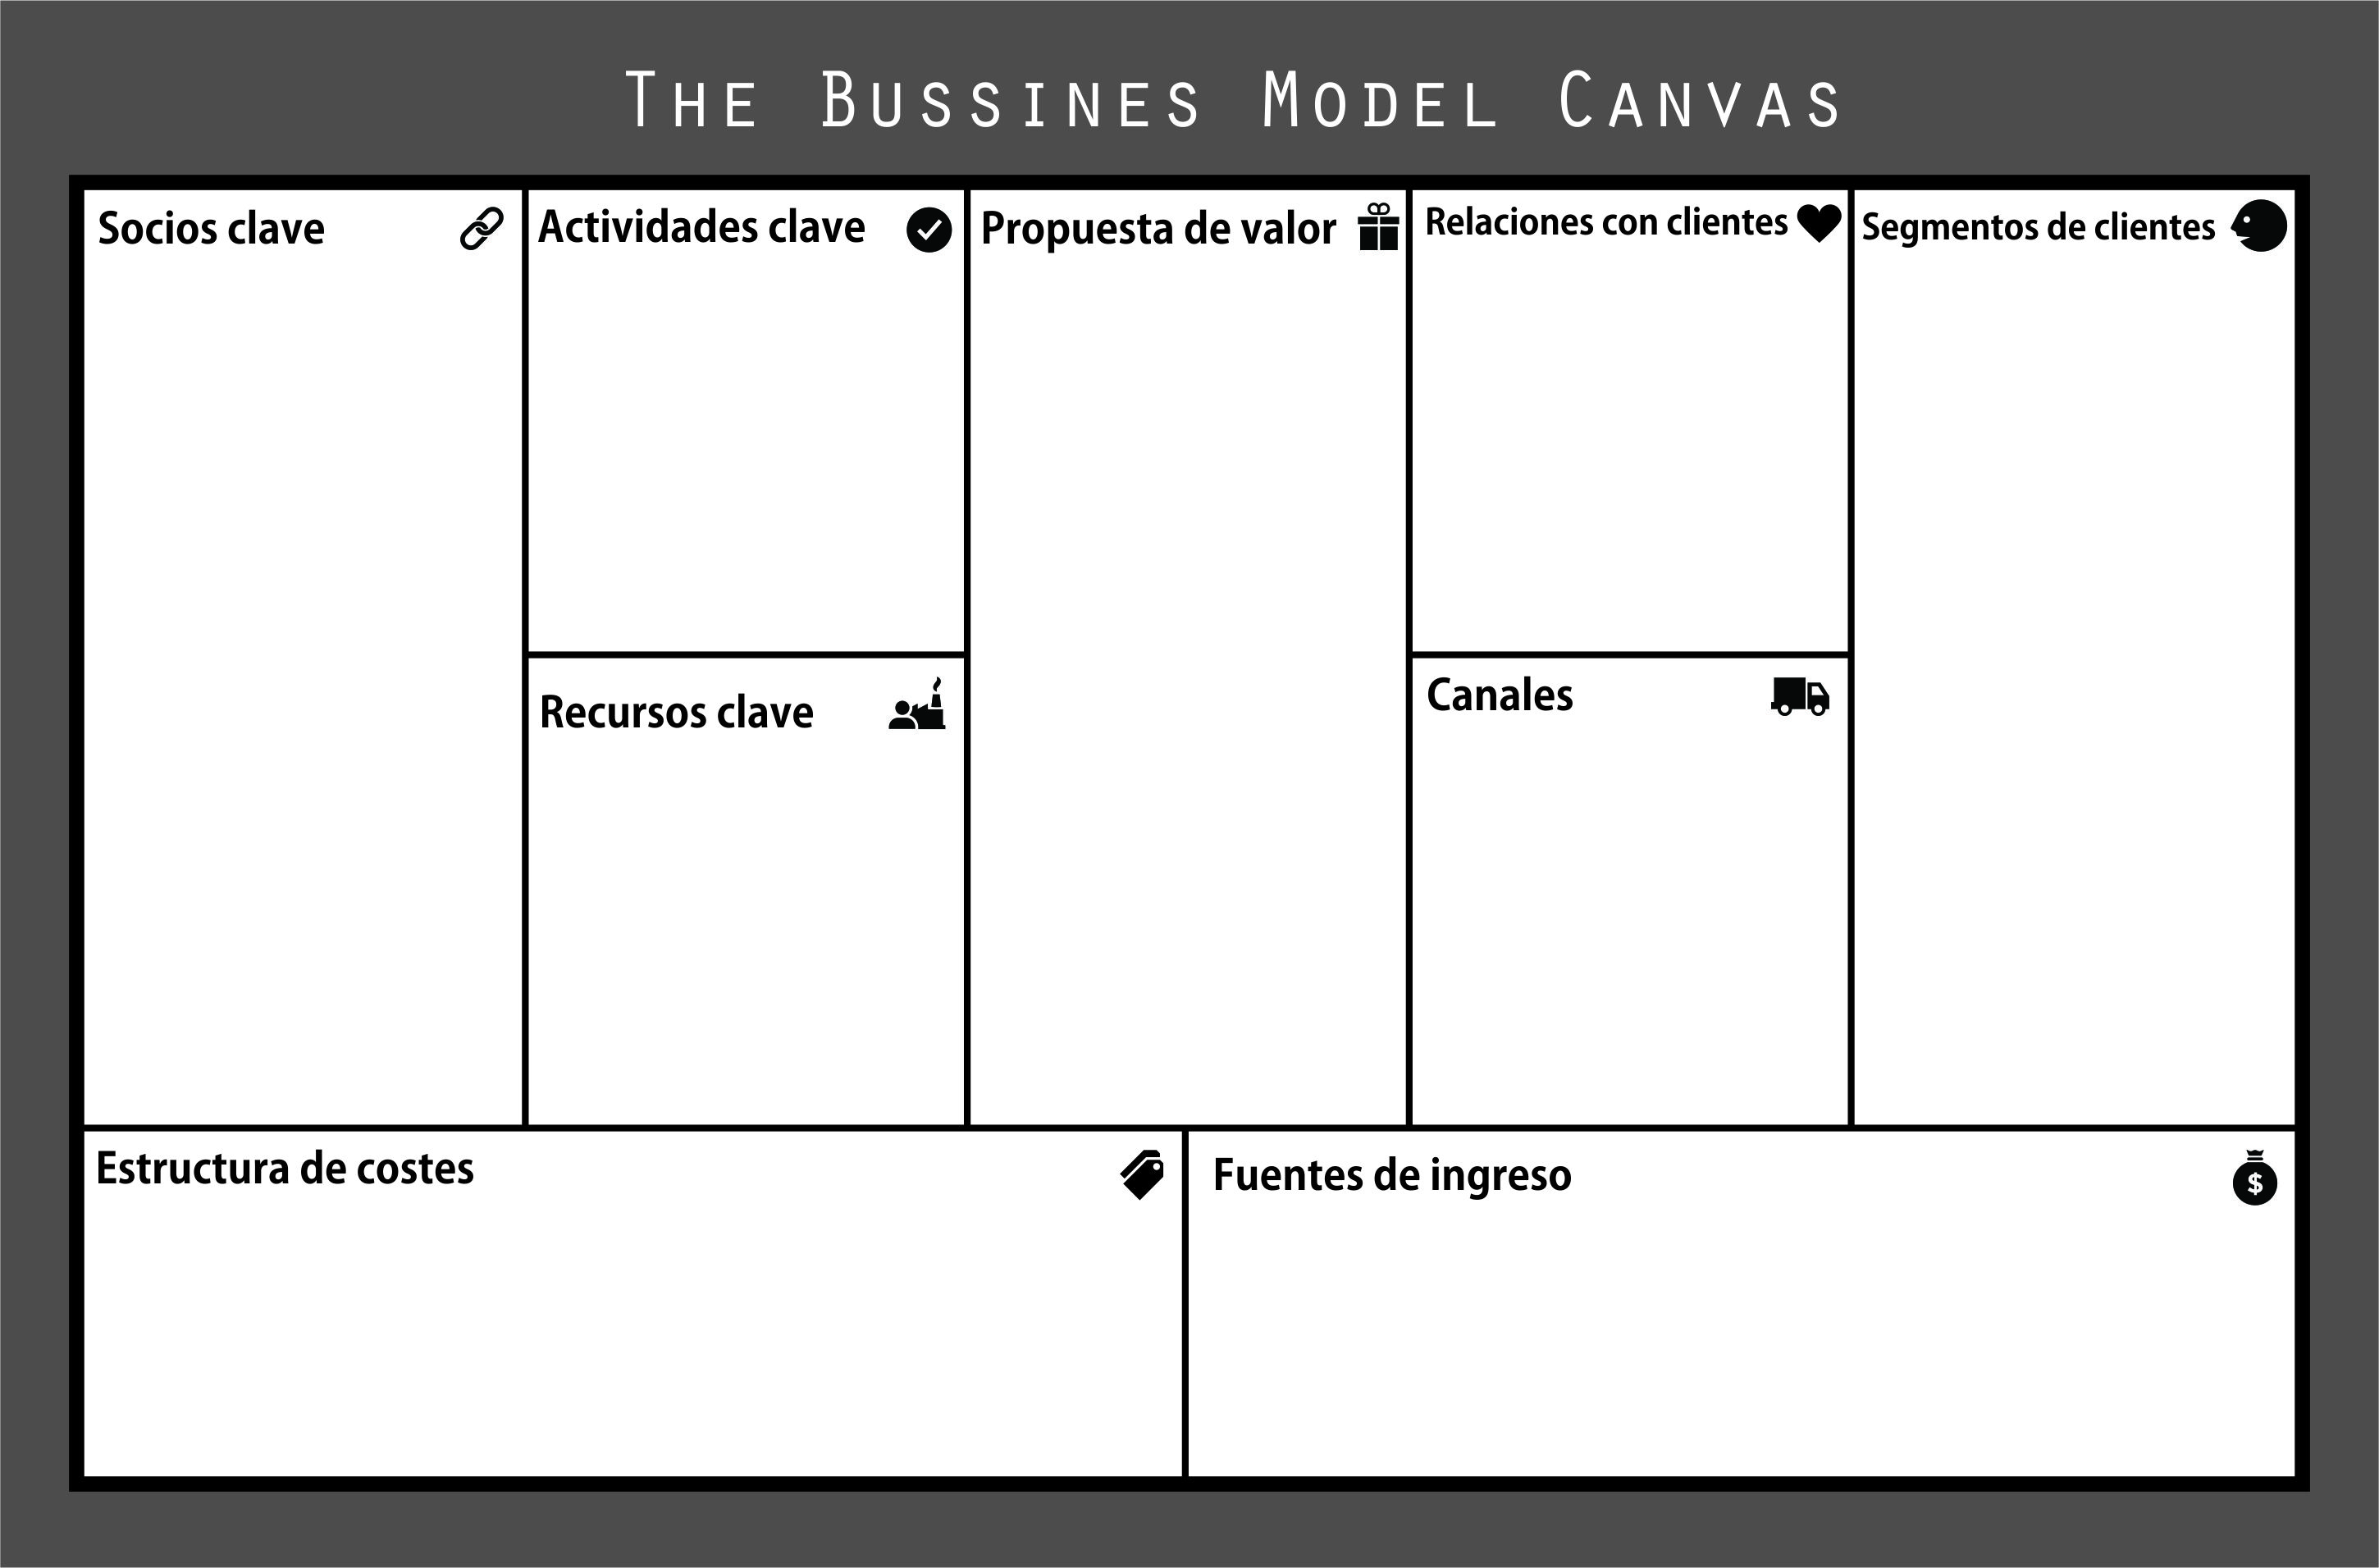 The Bussines Model Canvas
Socios clave
Actividades clave
Propuesta de valor
Relaciones con clientes
Segmentos de clientes
Recursos clave
Canales
Estructura de costes
Fuentes de ingreso
$